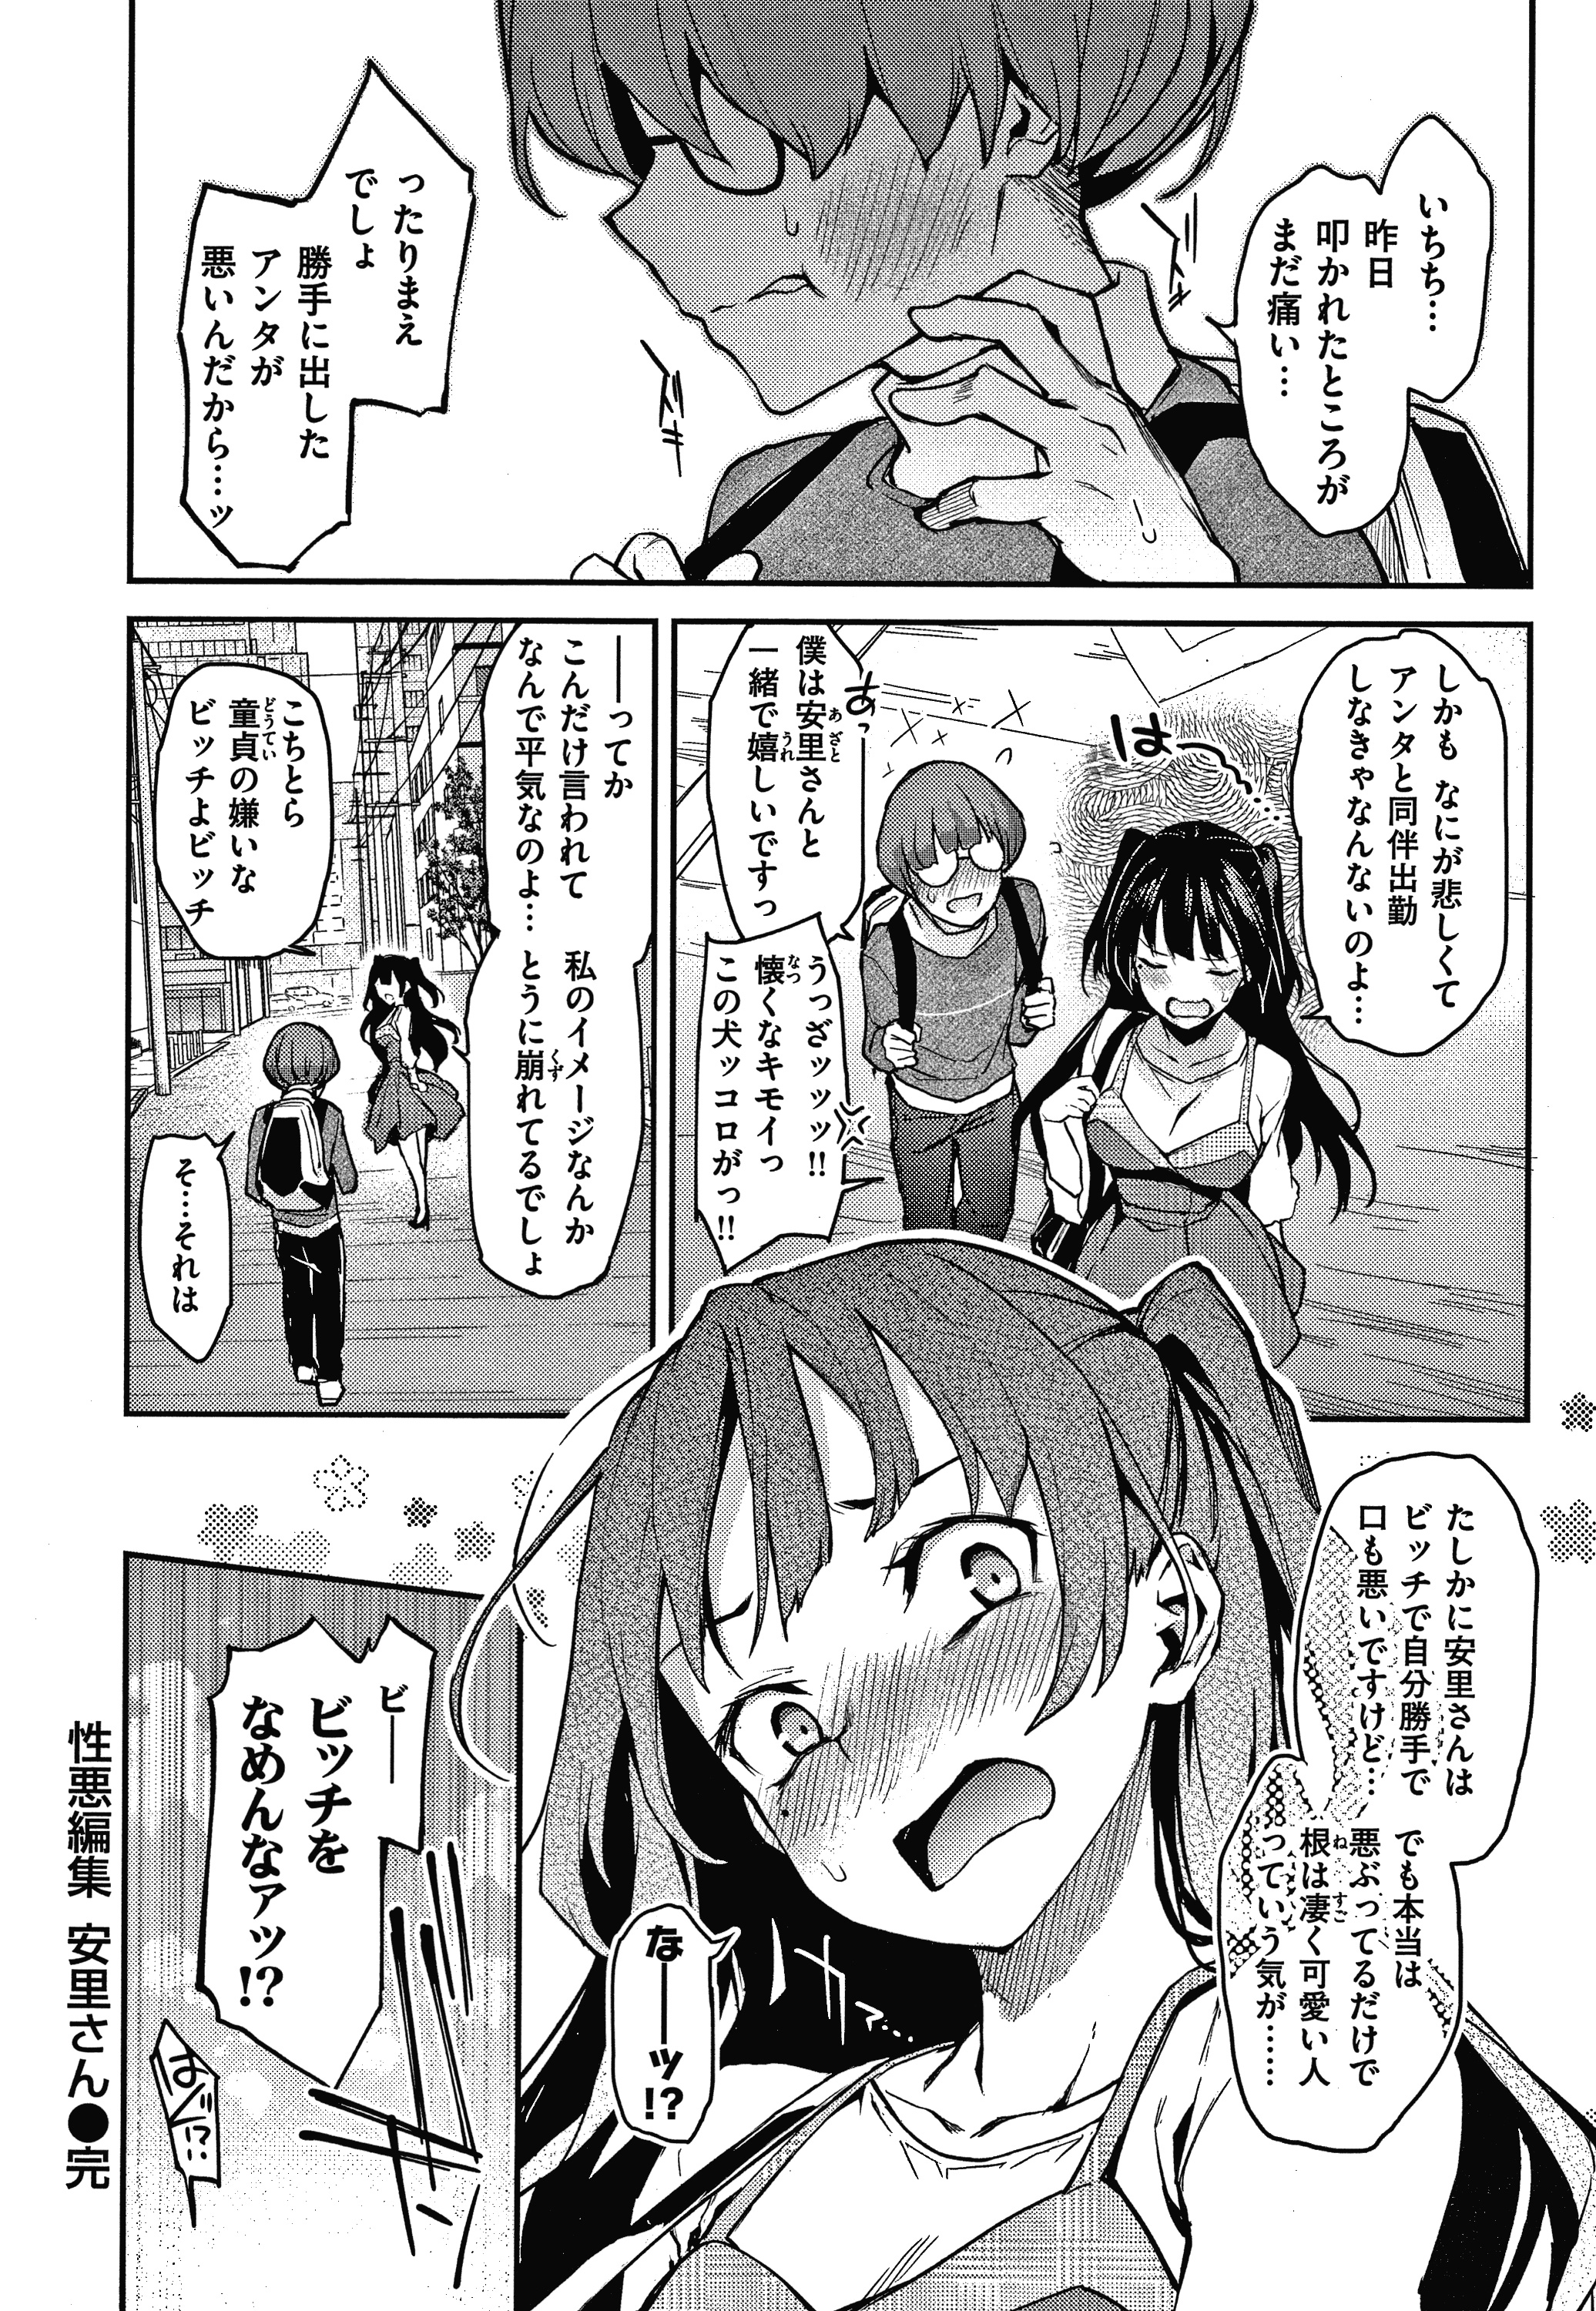 いちち…
昨日
叩かれたところが
まだ痛い…
ったりまえ
でしょ
勝手に出した
アンタが
悪いんだから…ッ
しかも なにが悲しくて
アンタと同伴出勤
しなきゃなんないのよ…
はーっ…
あっ
僕は安里さんと
一緒で嬉しいですっ
うっざッッッ!!
懐くなキモイっ
この犬ッコロがっ!!
――ってか
こんだけ言われて
なんで平気なのよ…
私のイメージなんか
とうに崩れてるでしょ
こちとら
童貞の嫌いな
ビッチよビッチ
そ…それは
たしかに安里さんは
ビッチで自分勝手で
口も悪いですけど…
でも本当は
悪ぶってるだけで
根は凄く可愛い人
っていう気が……
な――ッ!?
ビ――
ビッチを
なめんなァッ!?
性悪編集 安里さん●完